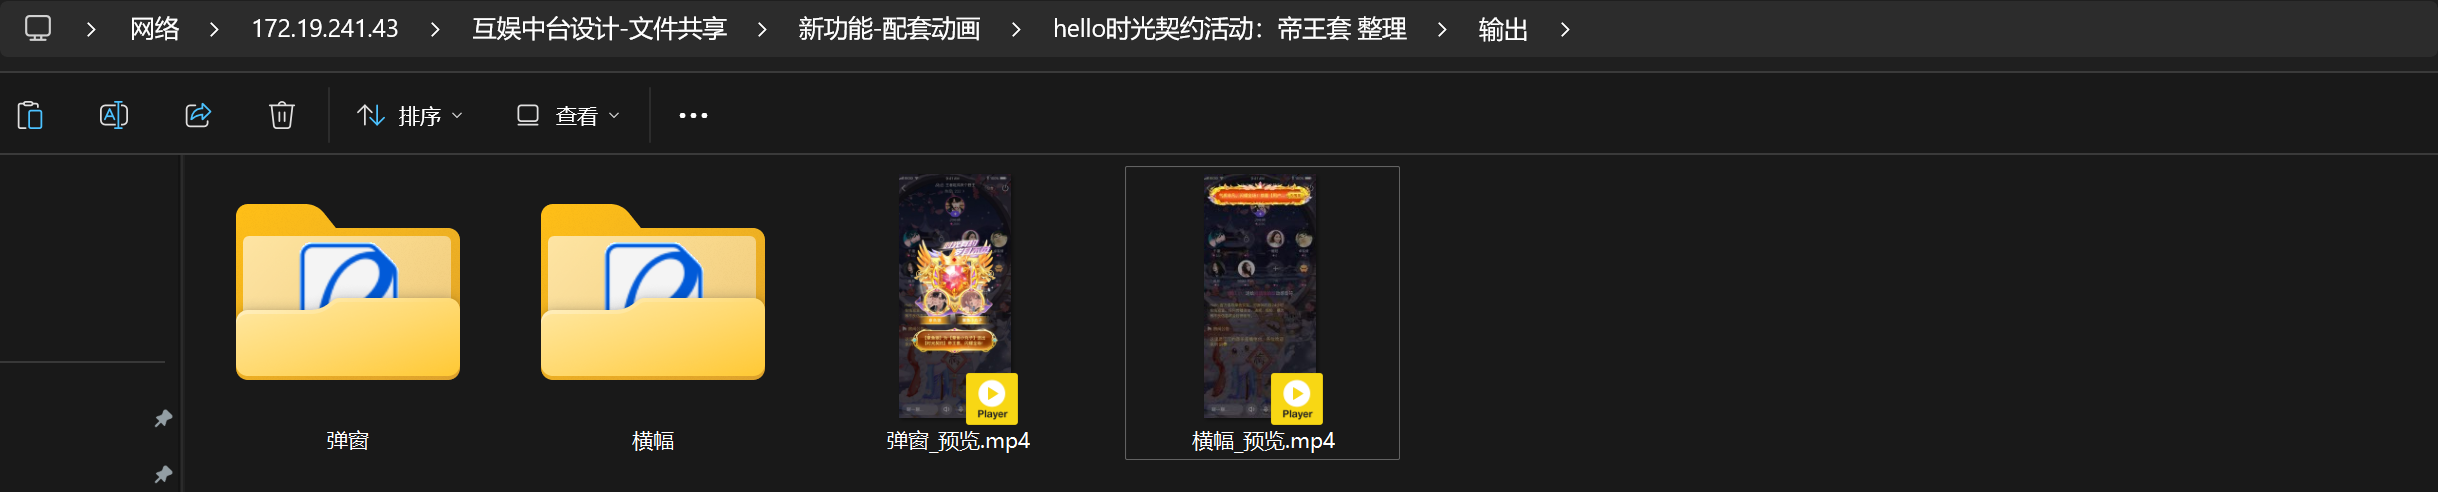 网络 172.19.241.43 互娱中台设计-文件共享 新功能-配套动画 hello时光契约活动：帝王套 整理 输出
排序 查看
Player Player
弹窗 横幅 弹窗_预览.mp4 横幅_预览.mp4